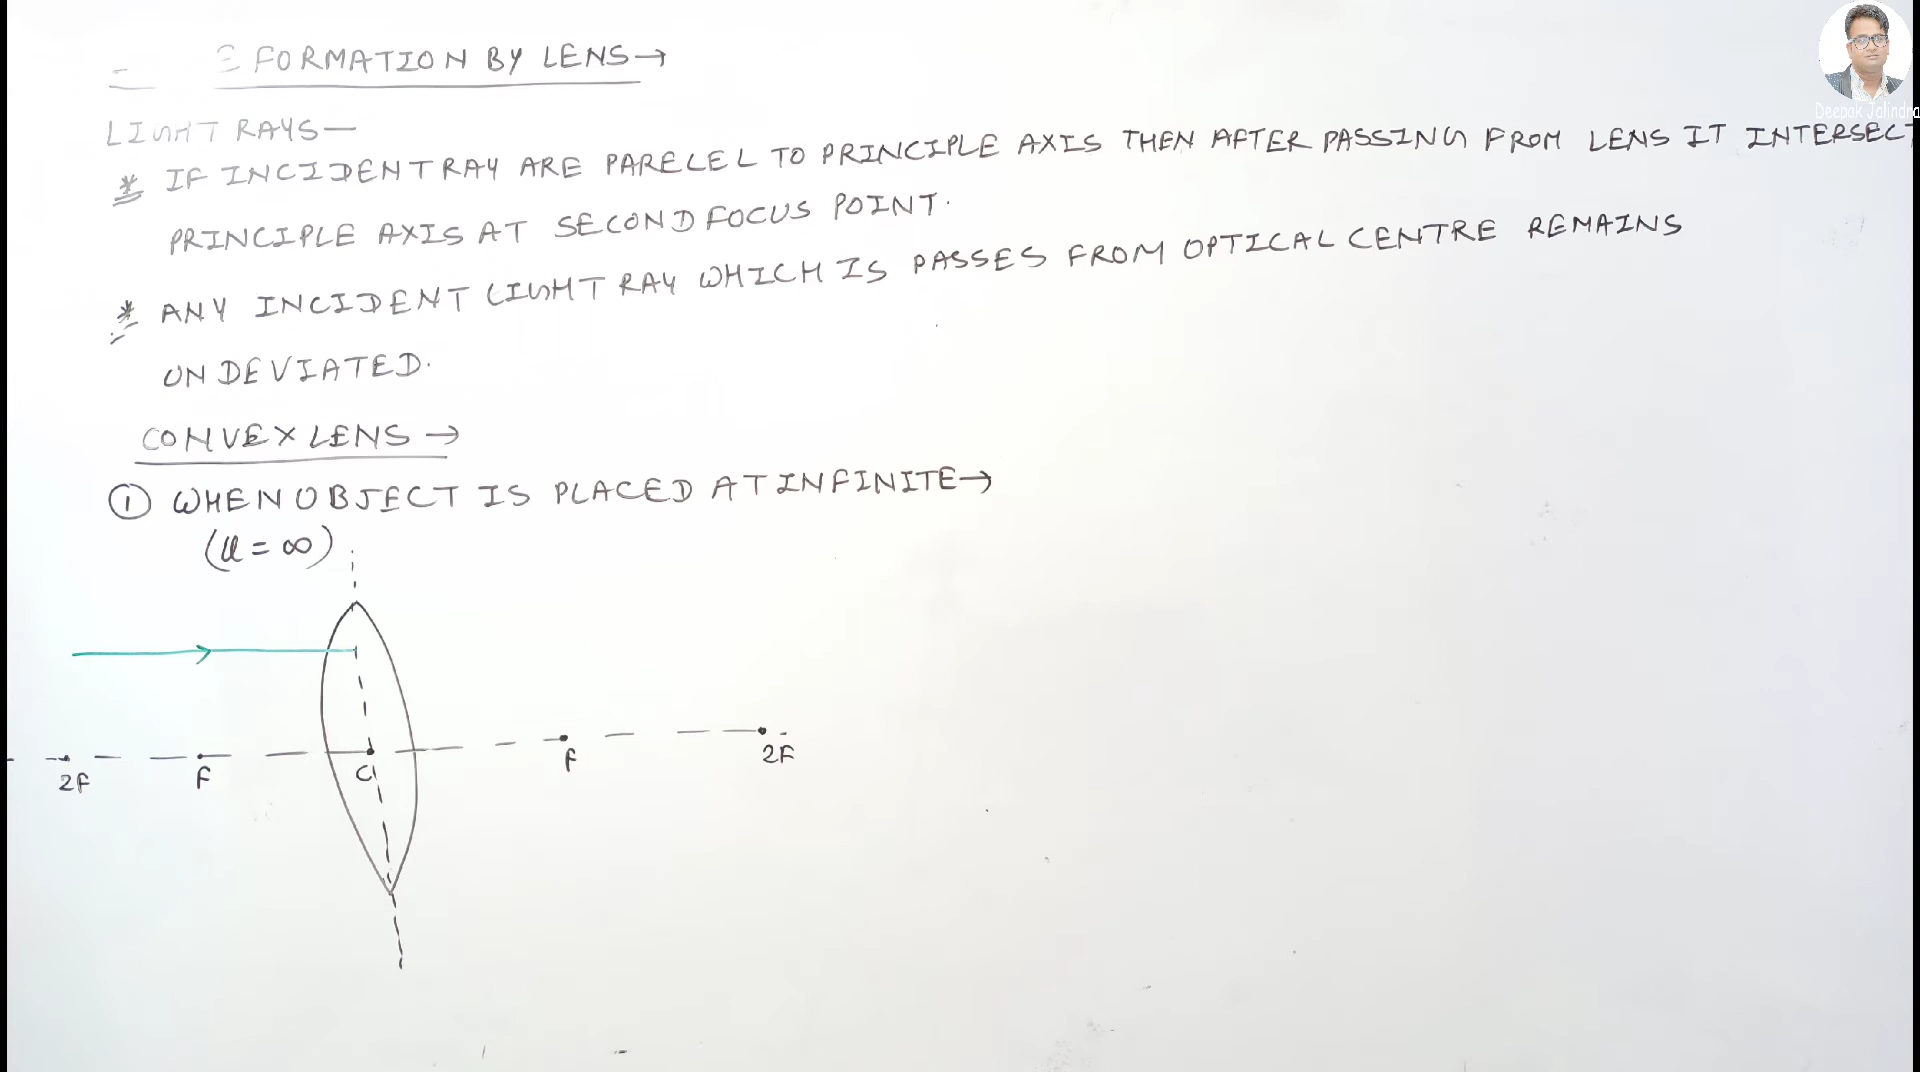 E FORMATION BY LENS→
Deepak Jalindra
LIGHT RAYS—
* IF INCIDENT RAY ARE PARELEL TO PRINCIPLE AXIS THEN AFTER PASSING FROM LENS IT INTERSECT
PRINCIPLE AXIS AT SECOND FOCUS POINT.
* ANY INCIDENT LIGHT RAY WHICH IS PASSES FROM OPTICAL CENTRE REMAINS
UNDEVIATED.
CONVEX LENS →
① WHEN OBJECT IS PLACED AT INFINITE→
(u = ∞)
2F F C F 2F